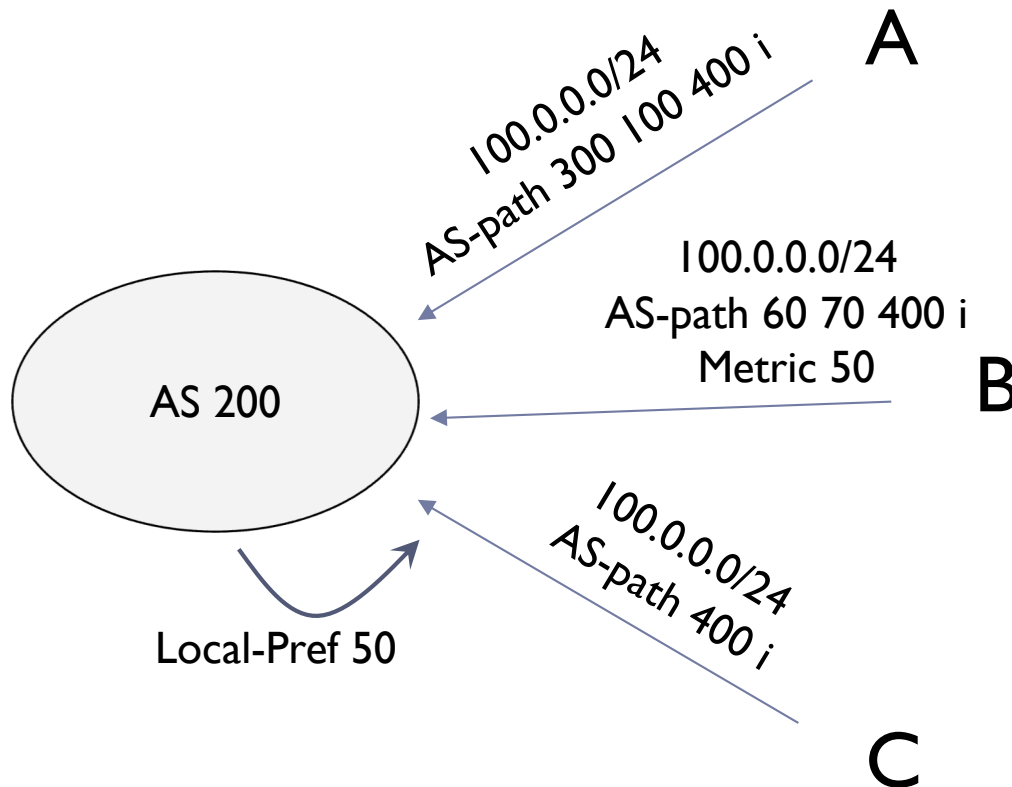 A
100.0.0.0/24
AS-path 300 100 400 i
100.0.0.0/24
AS-path 60 70 400 i
Metric 50
B
AS 200
100.0.0.0/24
AS-path 400 i
Local-Pref 50
C